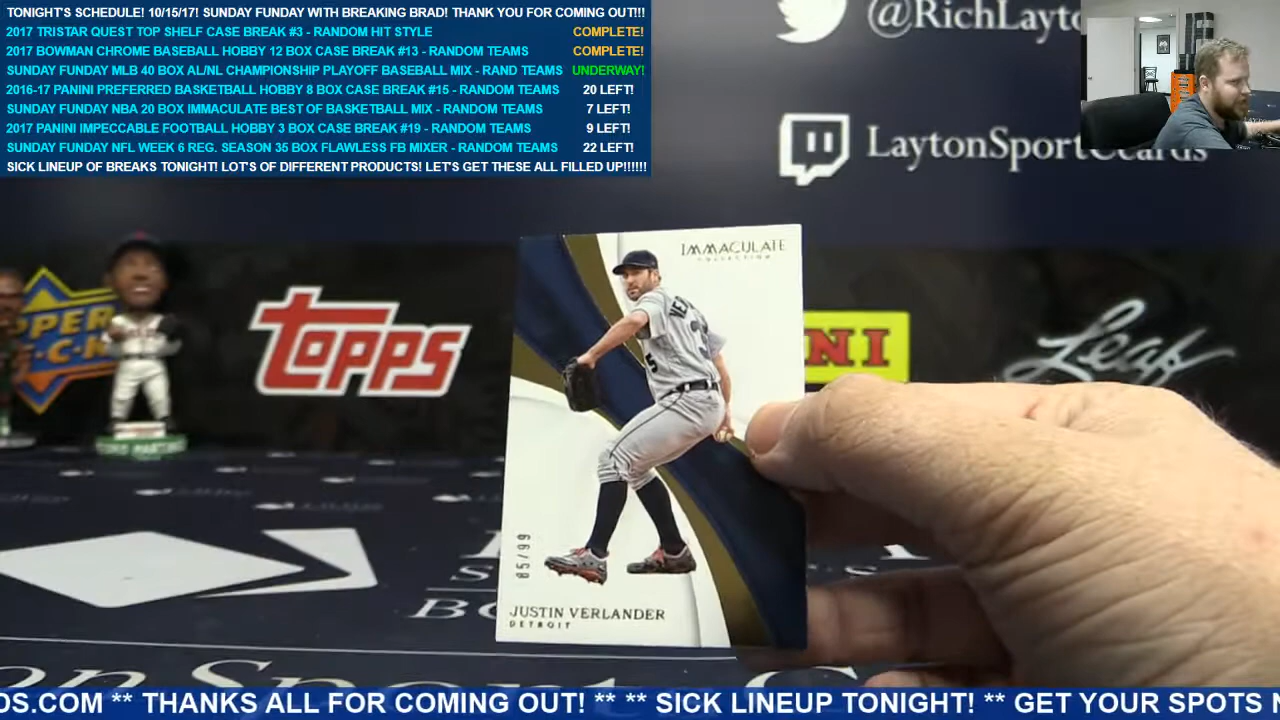 TONIGHT'S SCHEDULE! 10/15/17! SUNDAY FUNDAY WITH BREAKING BRAD! THANK YOU FOR COMING OUT!!!
2017 TRISTAR QUEST TOP SHELF CASE BREAK #3 - RANDOM HIT STYLE COMPLETE!
2017 BOWMAN CHROME BASEBALL HOBBY 12 BOX CASE BREAK #13 - RANDOM TEAMS COMPLETE!
SUNDAY FUNDAY MLB 40 BOX AL/NL CHAMPIONSHIP PLAYOFF BASEBALL MIX - RAND TEAMS UNDERWAY!
2016-17 PANINI PREFERRED BASKETBALL HOBBY 8 BOX CASE BREAK #15 - RANDOM TEAMS 20 LEFT!
SUNDAY FUNDAY NBA 20 BOX IMMACULATE BEST OF BASKETBALL MIX - RANDOM TEAMS 7 LEFT!
2017 PANINI IMPECCABLE FOOTBALL HOBBY 3 BOX CASE BREAK #19 - RANDOM TEAMS 9 LEFT!
SUNDAY FUNDAY NFL WEEK 6 REG. SEASON 35 BOX FLAWLESS FB MIXER - RANDOM TEAMS 22 LEFT!
SICK LINEUP OF BREAKS TONIGHT! LOT'S OF DIFFERENT PRODUCTS! LET'S GET THESE ALL FILLED UP!!!!!!
@RichLayto
LaytonSportsCards
IMMACULATE
COLLECTION
TOPPS
NI
Leaf
05/99
JUSTIN VERLANDER
DETROIT
DS.COM ** THANKS ALL FOR COMING OUT! ** ** SICK LINEUP TONIGHT! ** GET YOUR SPOTS N